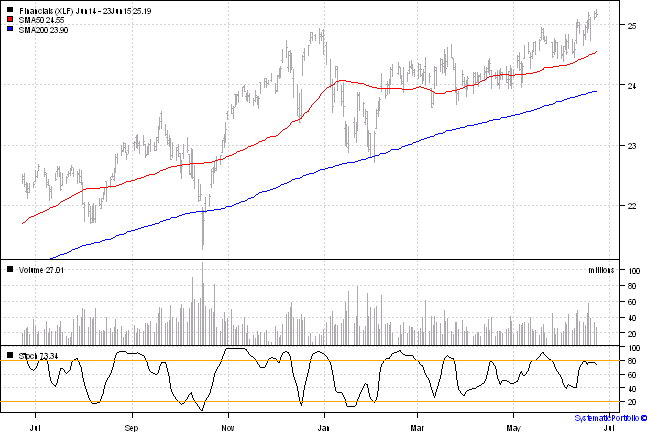 Financials (XLF) Jun 14 - 23Jun15 25.19
SMA50 24.55
SMA200 23.90
25
24
23
22
Volume 27.01
millions
100
80
60
40
20
Stoch 73.34
100
80
60
40
20
Jul Sep Nov Jan Mar May Jul
SystematicPortfolio ©